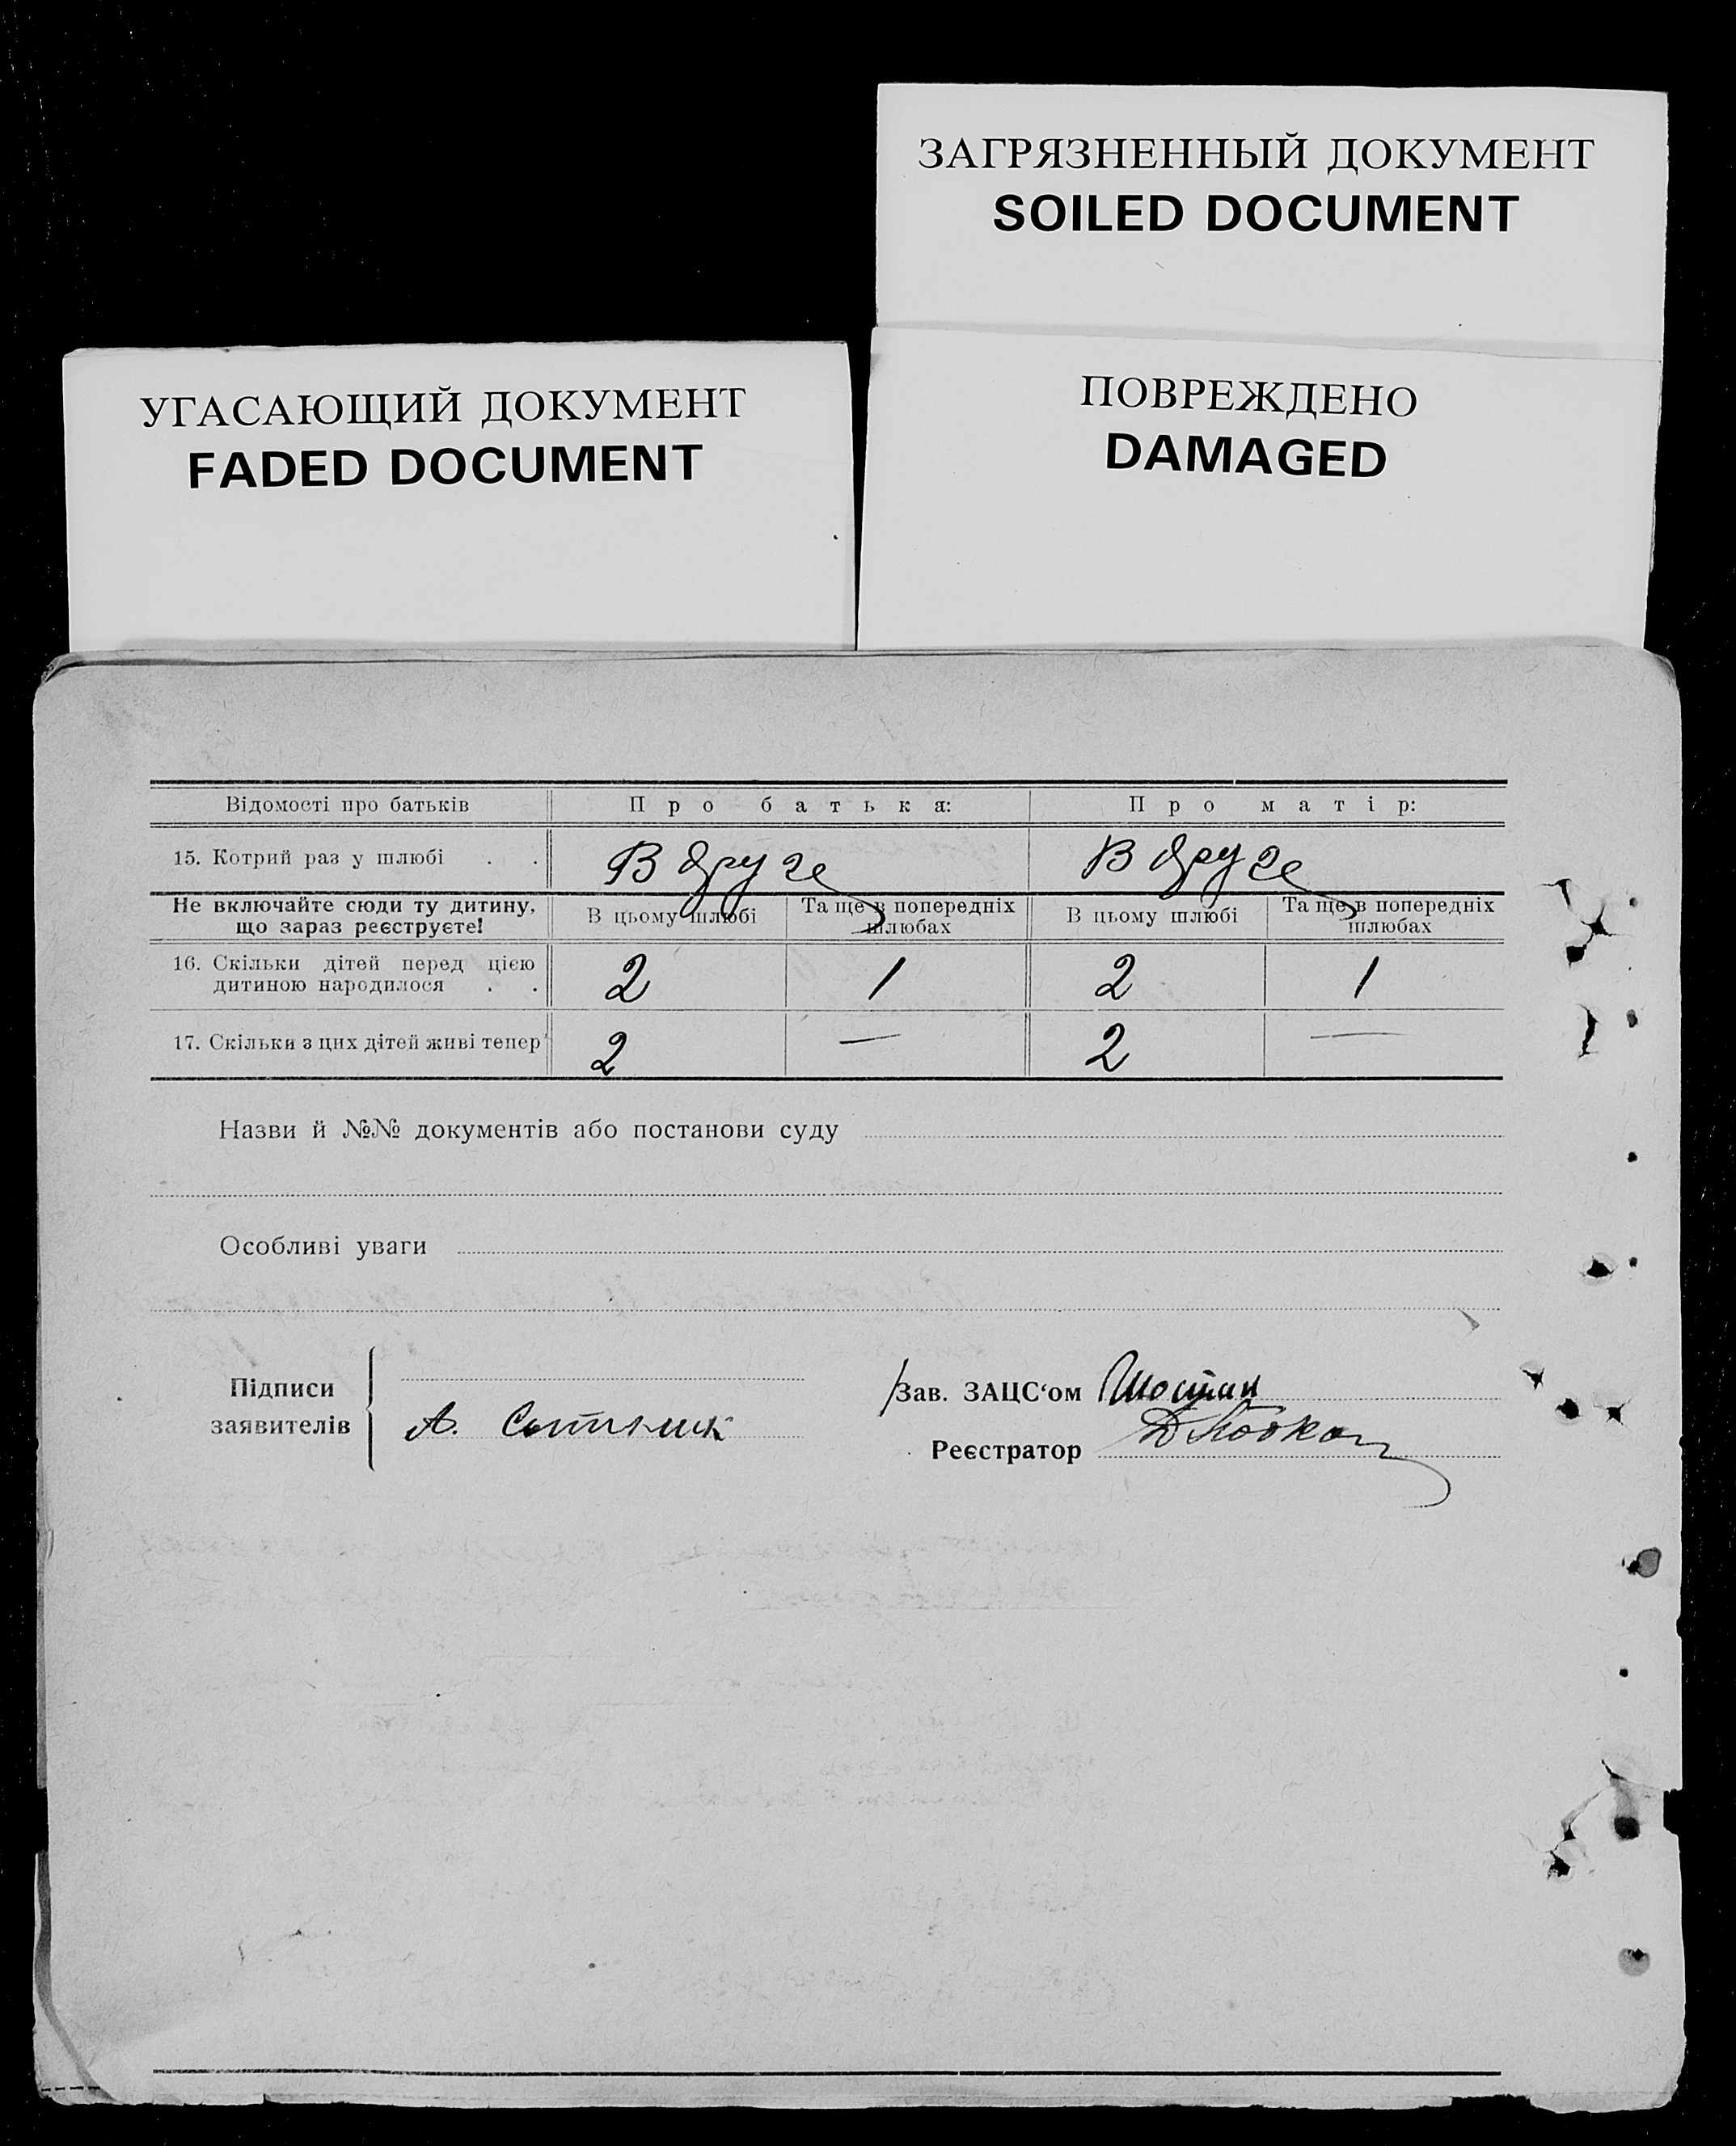 ЗАГРЯЗНЕННЫЙ ДОКУМЕНТ
SOILED DOCUMENT
УГАСАЮЩИЙ ДОКУМЕНТ
FADED DOCUMENT
ПОВРЕЖДЕНО
DAMAGED
Відомості про батьків Про батька: Про матір:
15. Котрий раз у шлюбі . . В друге В друге
Не включайте сюди ту дитину, що зараз реєструєте! В цьому шлюбі Та ще в попередніх шлюбах В цьому шлюбі Та ще в попередніх шлюбах
16. Скільки дітей перед цією дитиною народилося . . 2 1 2 1
17. Скільки з цих дітей живі тепер 2 — 2 —
Назви й №№ документів або постанови суду
Особливі уваги
Підписи заявителів
А. Сотник
Зав. ЗАЦС‘ом
Реєстратор